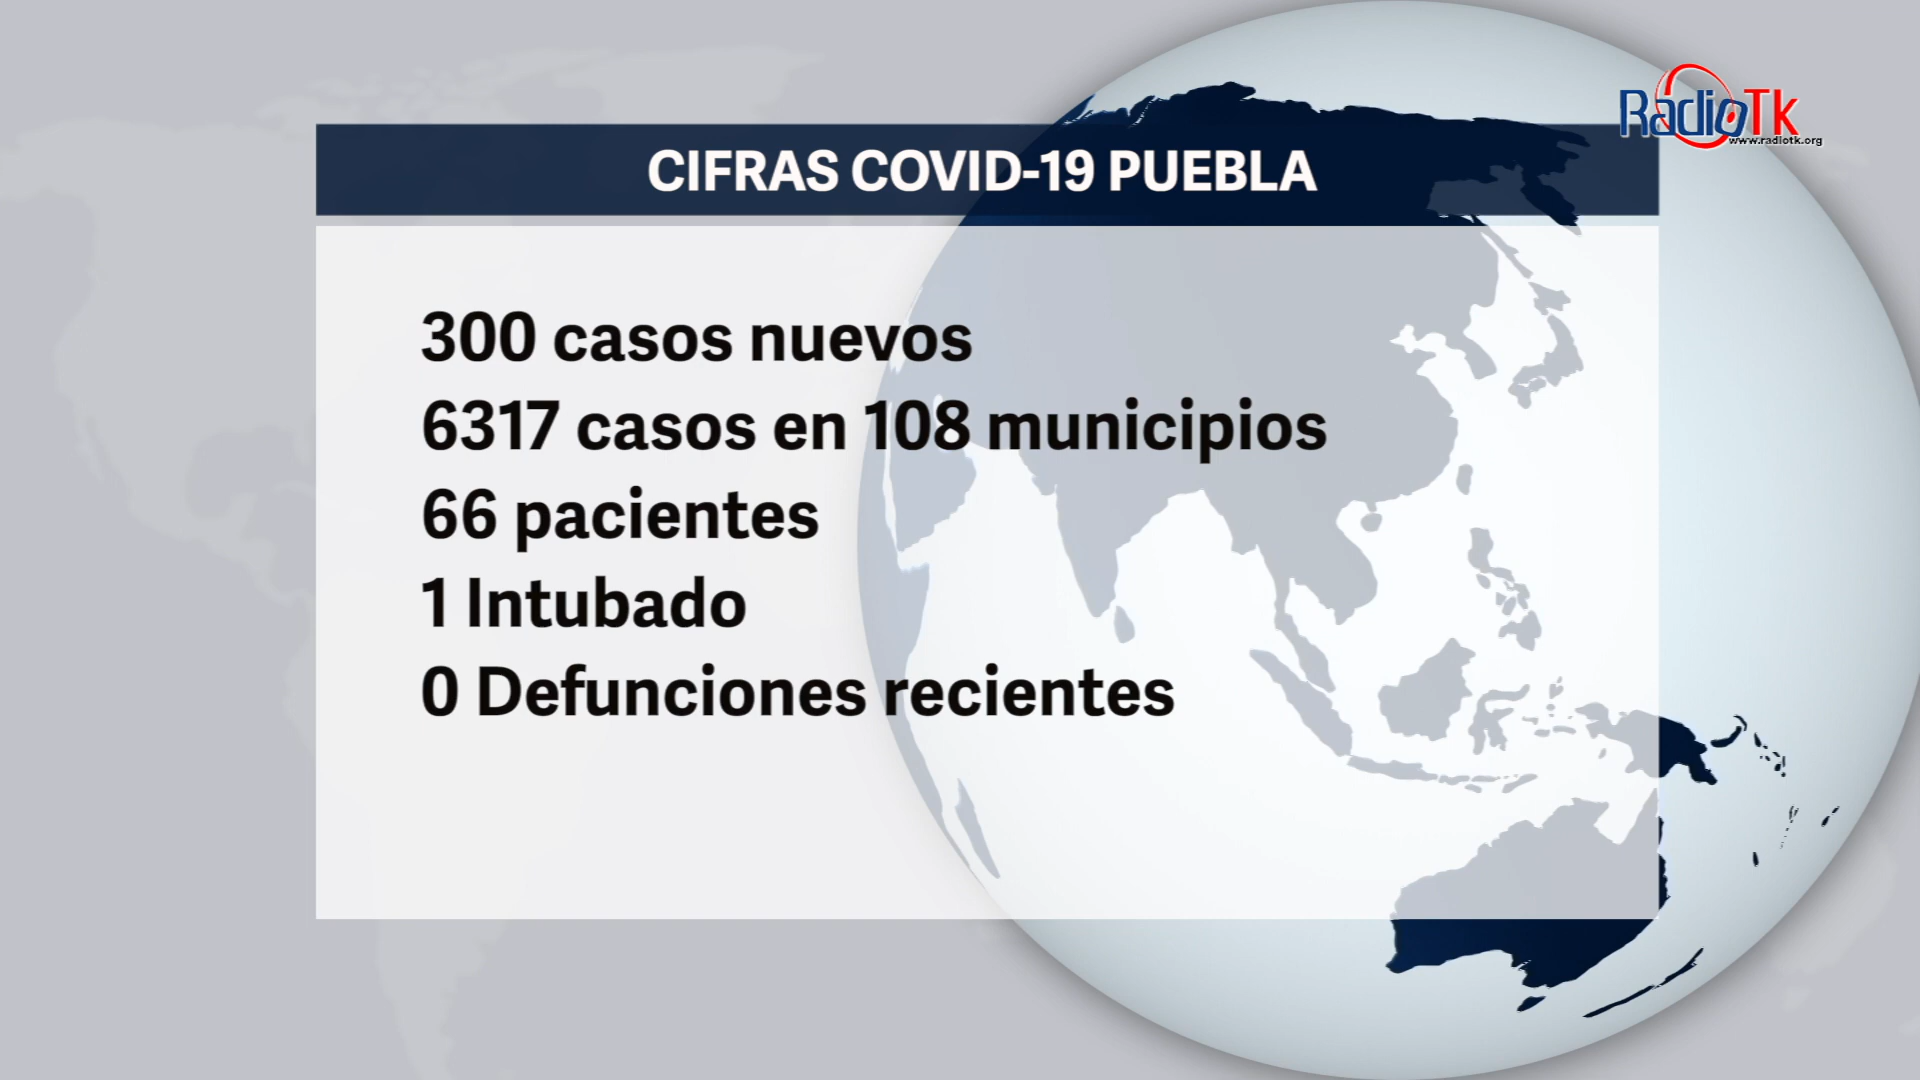 RadioTk
www.radiotk.org
CIFRAS COVID-19 PUEBLA
300 casos nuevos
6317 casos en 108 municipios
66 pacientes
1 Intubado
0 Defunciones recientes